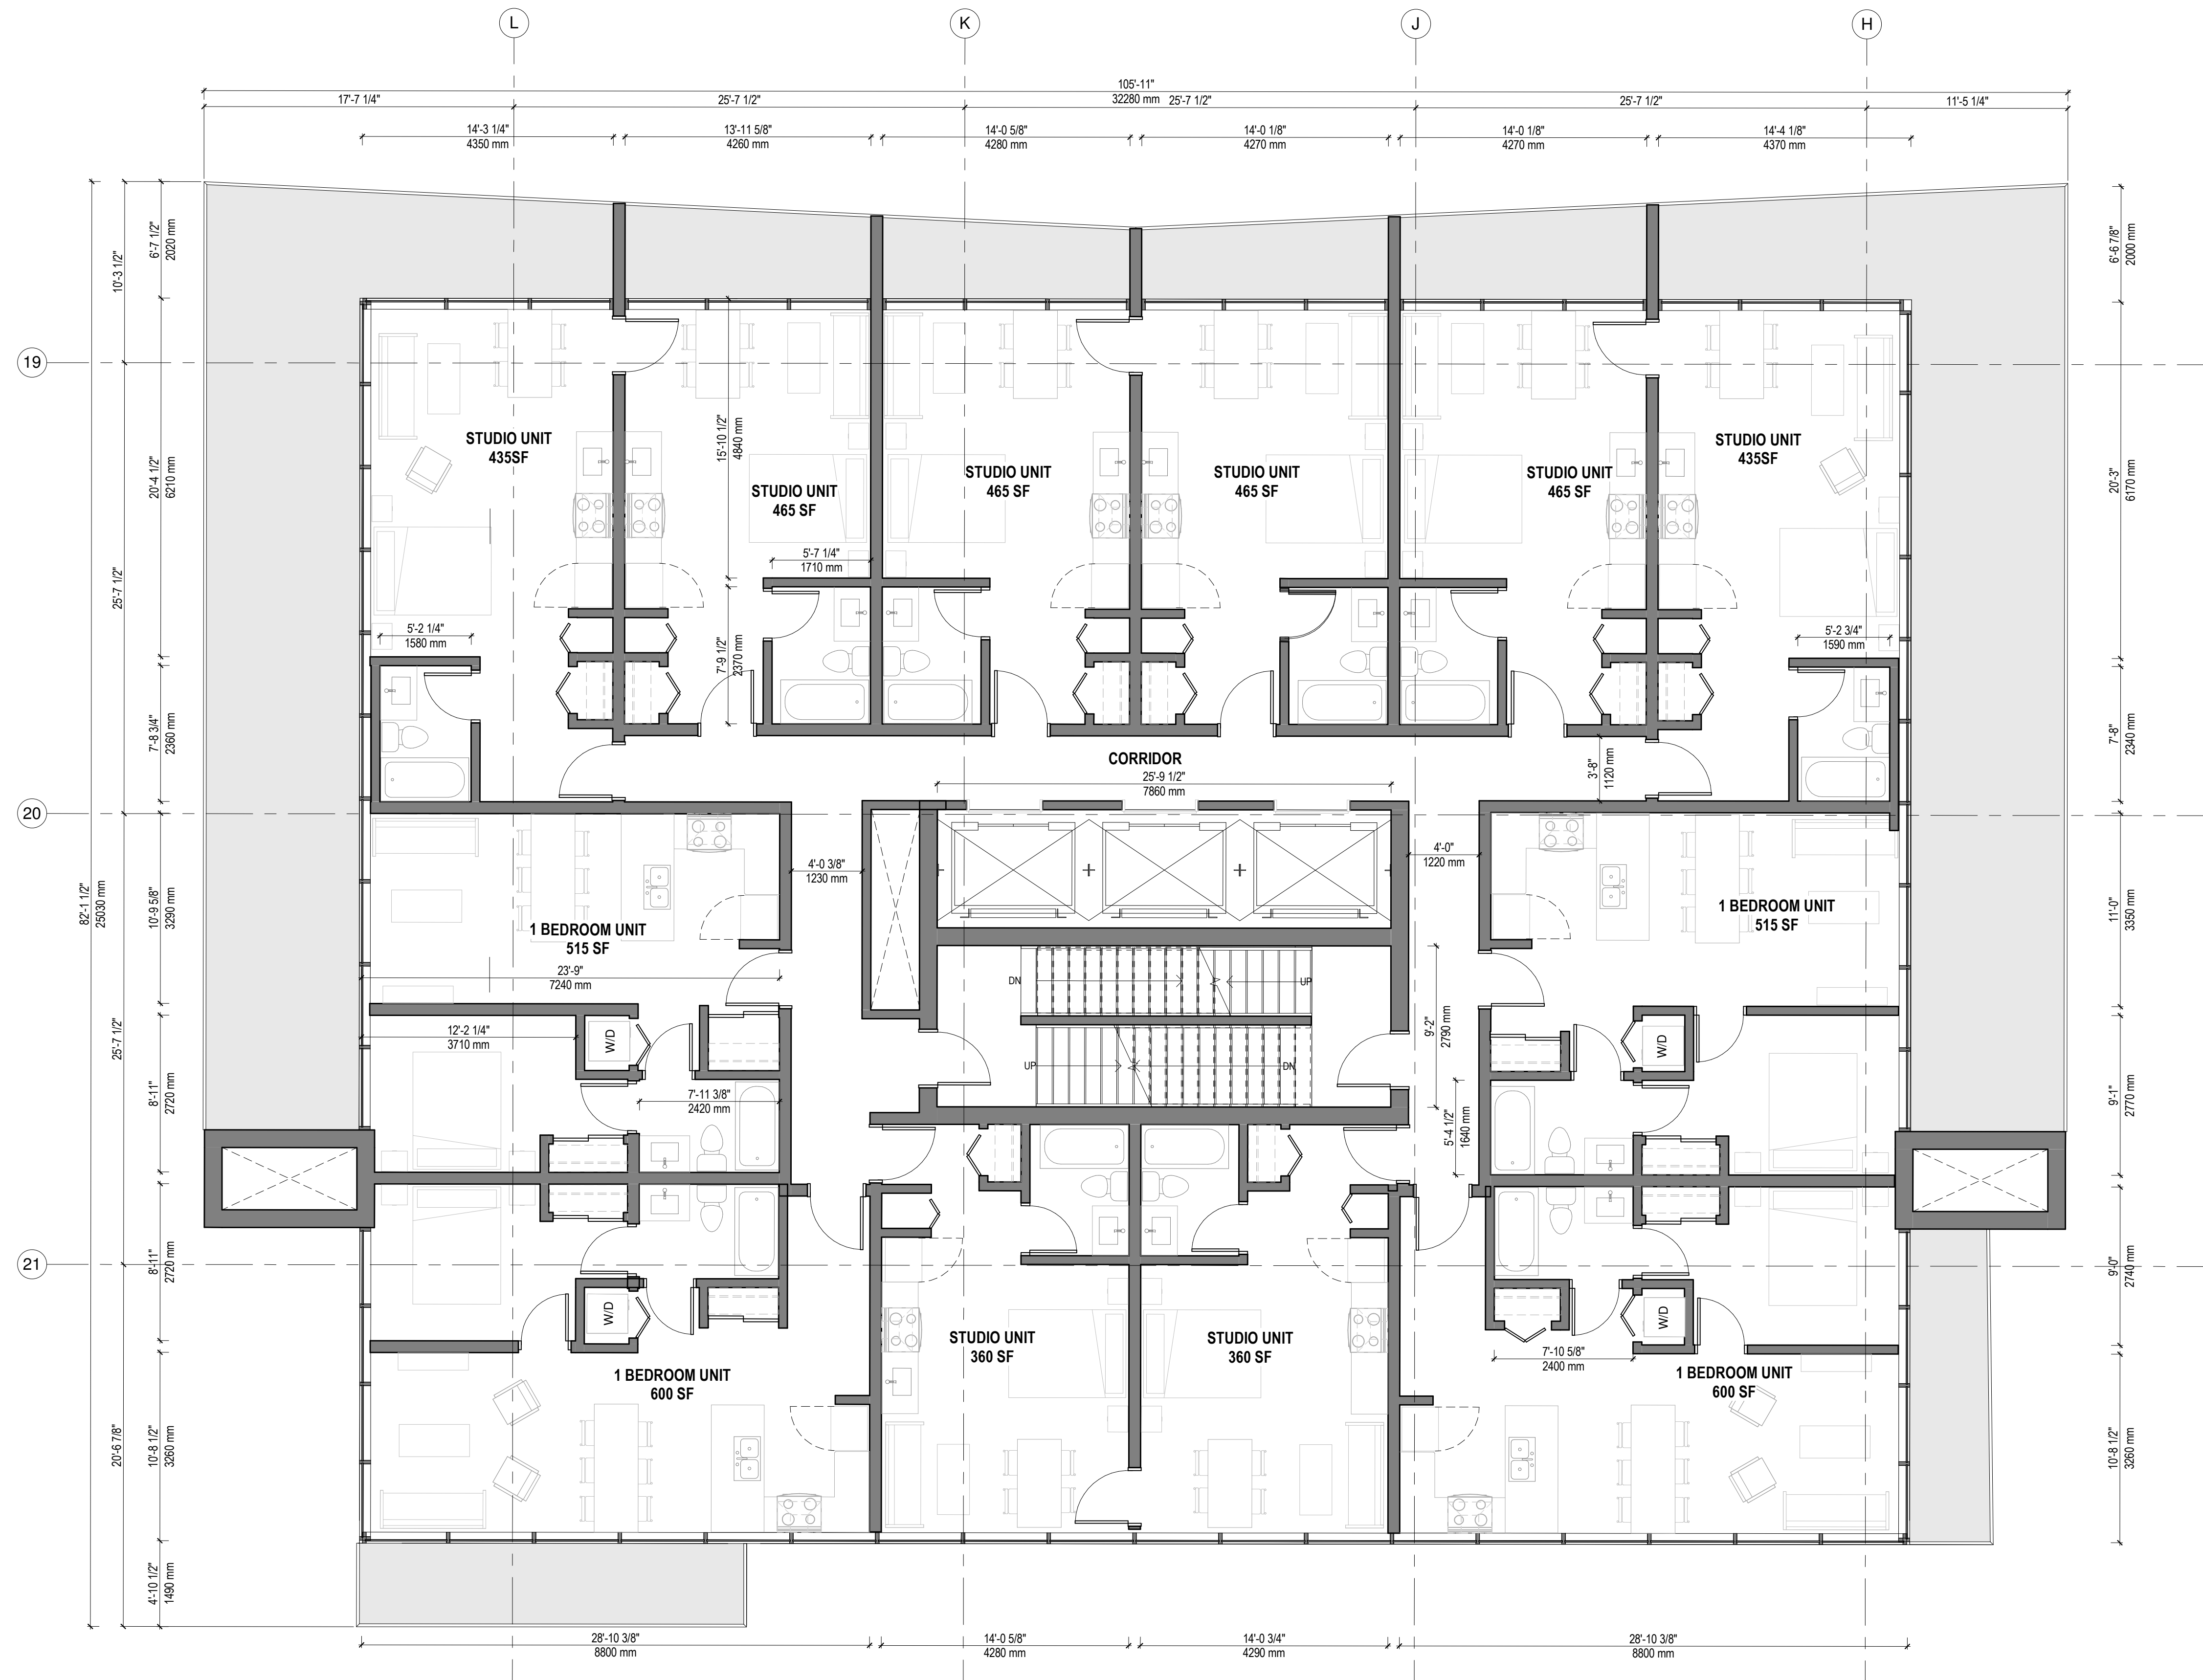 L
K
J
H
105'-11"
32280 mm
17'-7 1/4"
25'-7 1/2"
25'-7 1/2"
25'-7 1/2"
11'-5 1/4"
14'-3 1/4"
4350 mm
13'-11 5/8"
4260 mm
14'-0 5/8"
4280 mm
14'-0 1/8"
4270 mm
14'-0 1/8"
4270 mm
14'-4 1/8"
4370 mm
6'-7 1/2"
2020 mm
10'-3 1/2"
6'-6 7/8"
2000 mm
19
STUDIO UNIT
435SF
15'-10 1/2"
4840 mm
STUDIO UNIT
465 SF
STUDIO UNIT
465 SF
STUDIO UNIT
465 SF
STUDIO UNIT
465 SF
STUDIO UNIT
435SF
20'-4 1/2"
6210 mm
20'-3"
6170 mm
5'-7 1/4"
1710 mm
25'-7 1/2"
5'-2 1/4"
1580 mm
7'-9 1/2"
2370 mm
5'-2 3/4"
1590 mm
7'-8 3/4"
2360 mm
7'-8"
2340 mm
CORRIDOR
25'-9 1/2"
7860 mm
3'-8"
1120 mm
20
82'-1 1/2"
25030 mm
10'-9 5/8"
3290 mm
4'-0 3/8"
1230 mm
4'-0"
1220 mm
11'-0"
3350 mm
1 BEDROOM UNIT
515 SF
1 BEDROOM UNIT
515 SF
23'-9"
7240 mm
DN
UP
UP
DN
9'-2"
2790 mm
25'-7 1/2"
12'-2 1/4"
3710 mm
W/D
W/D
8'-11"
2720 mm
7'-11 3/8"
2420 mm
5'-4 1/2"
1640 mm
9'-1"
2770 mm
21
8'-11"
2720 mm
9'-0"
2740 mm
W/D
W/D
STUDIO UNIT
360 SF
STUDIO UNIT
360 SF
7'-10 5/8"
2400 mm
1 BEDROOM UNIT
600 SF
1 BEDROOM UNIT
600 SF
20'-6 7/8"
10'-8 1/2"
3260 mm
10'-8 1/2"
3260 mm
4'-10 1/2"
1490 mm
28'-10 3/8"
8800 mm
14'-0 5/8"
4280 mm
14'-0 3/4"
4290 mm
28'-10 3/8"
8800 mm